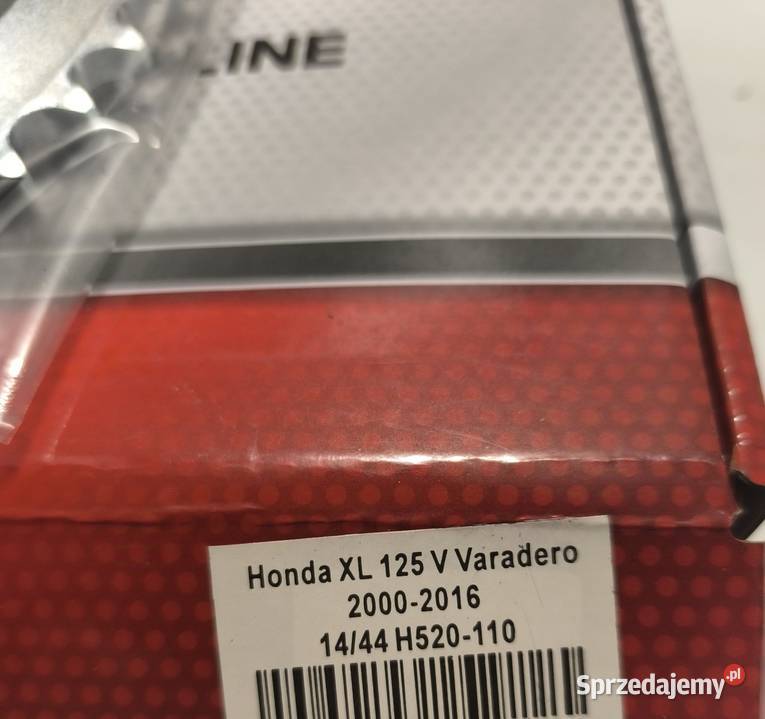 LINE
Honda XL 125 V Varadero
2000-2016
14/44 H520-110
Sprzedajemy.pl